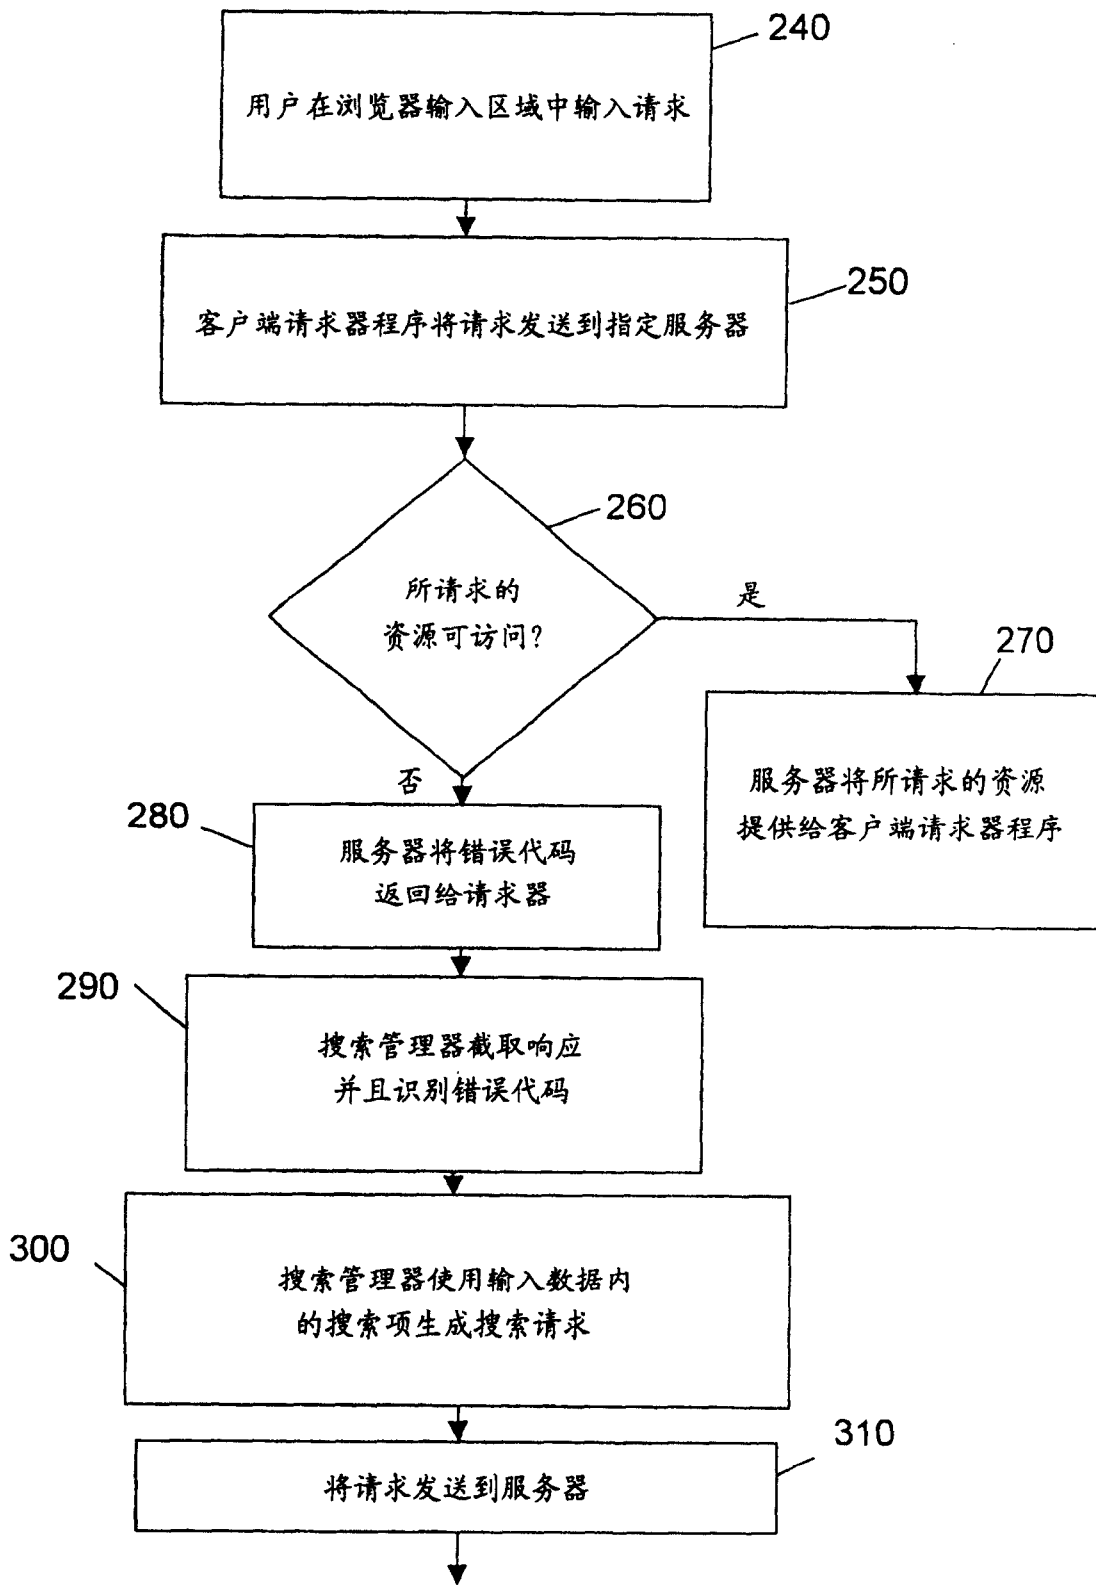 240
用户在浏览器输入区域中输入请求
250
客户端请求器程序将请求发送到指定服务器
260
所请求的
资源可访问?
是
270
服务器将所请求的资源
提供给客户端请求器程序
否
280
服务器将错误代码
返回给请求器
290
搜索管理器截取响应
并且识别错误代码
300
搜索管理器使用输入数据内
的搜索项生成搜索请求
310
将请求发送到服务器